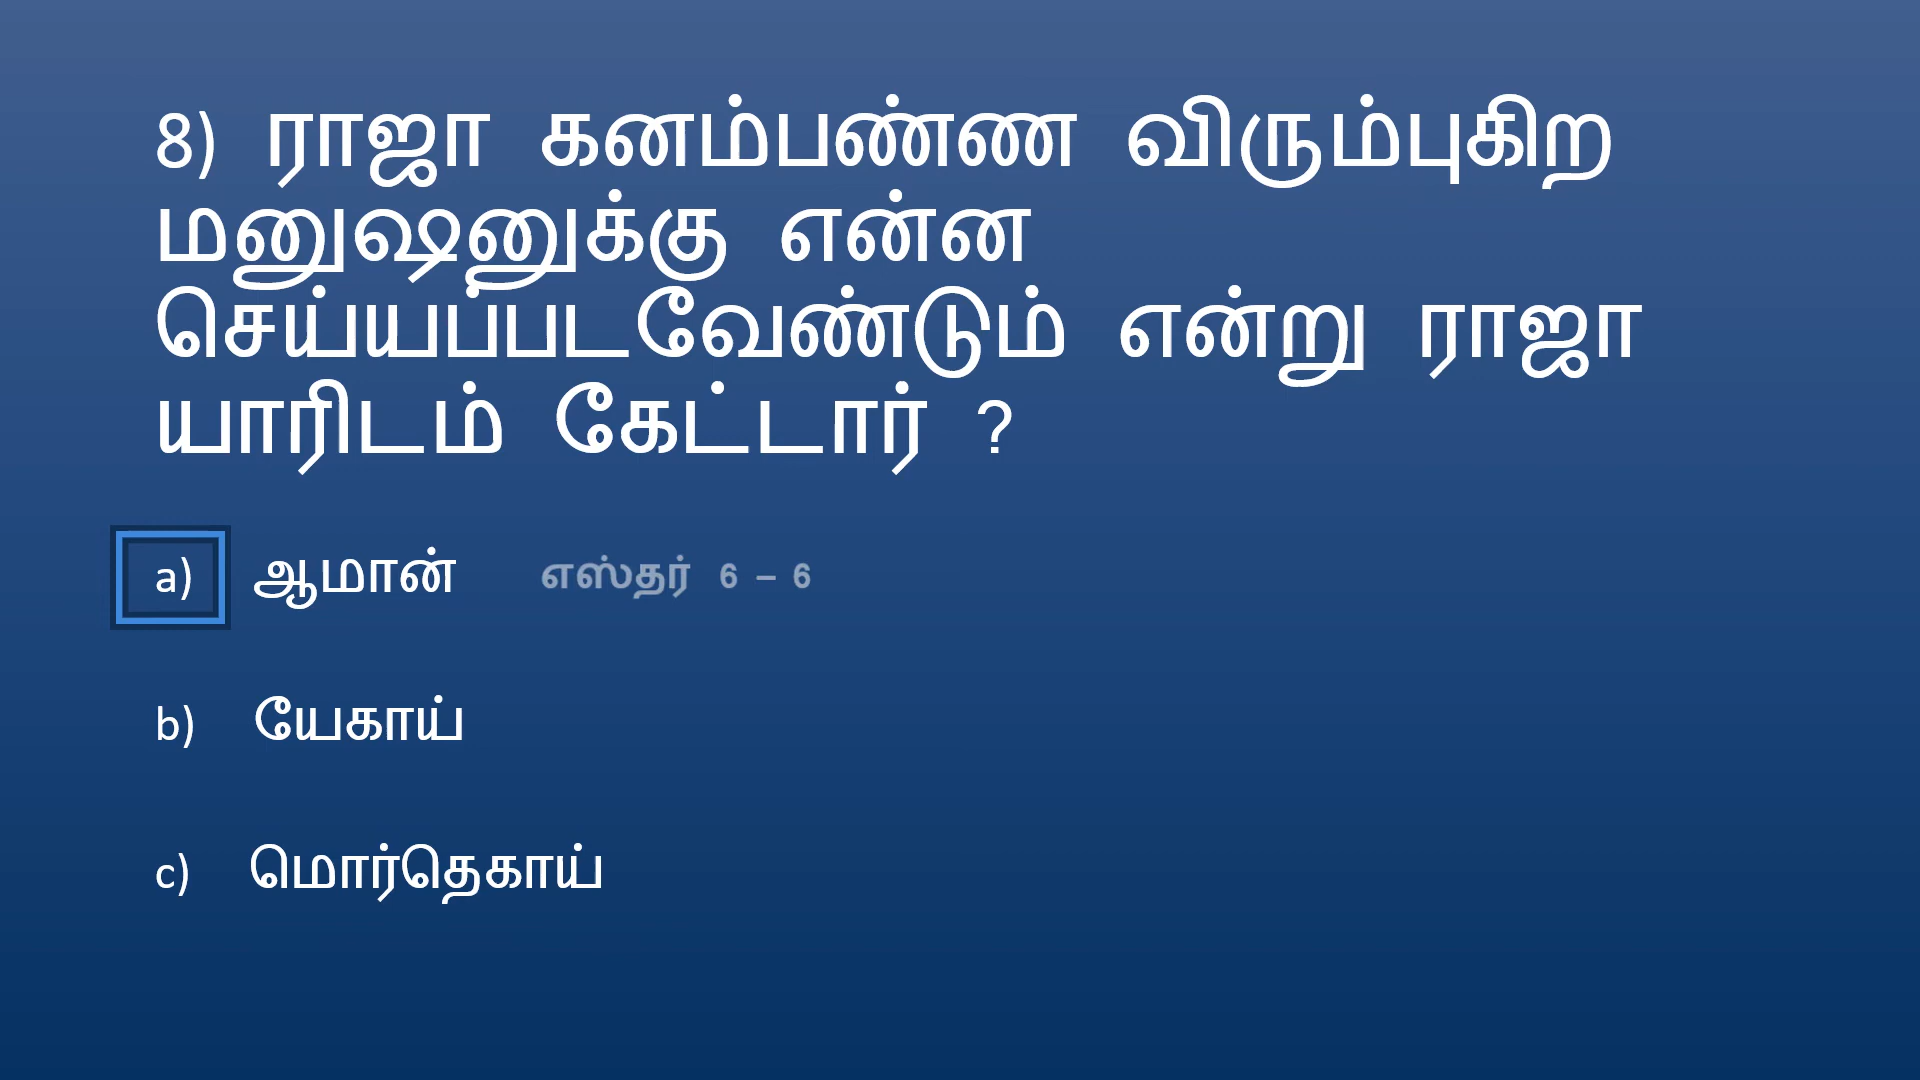 8) ராஜா கனம்பண்ண விரும்புகிற
மனுஷனுக்கு என்ன
செய்யப்படவேண்டும் என்று ராஜா
யாரிடம் கேட்டார் ?
a) ஆமான் எஸ்தர் 6 – 6
b) யேகாய்
c) மொர்தெகாய்